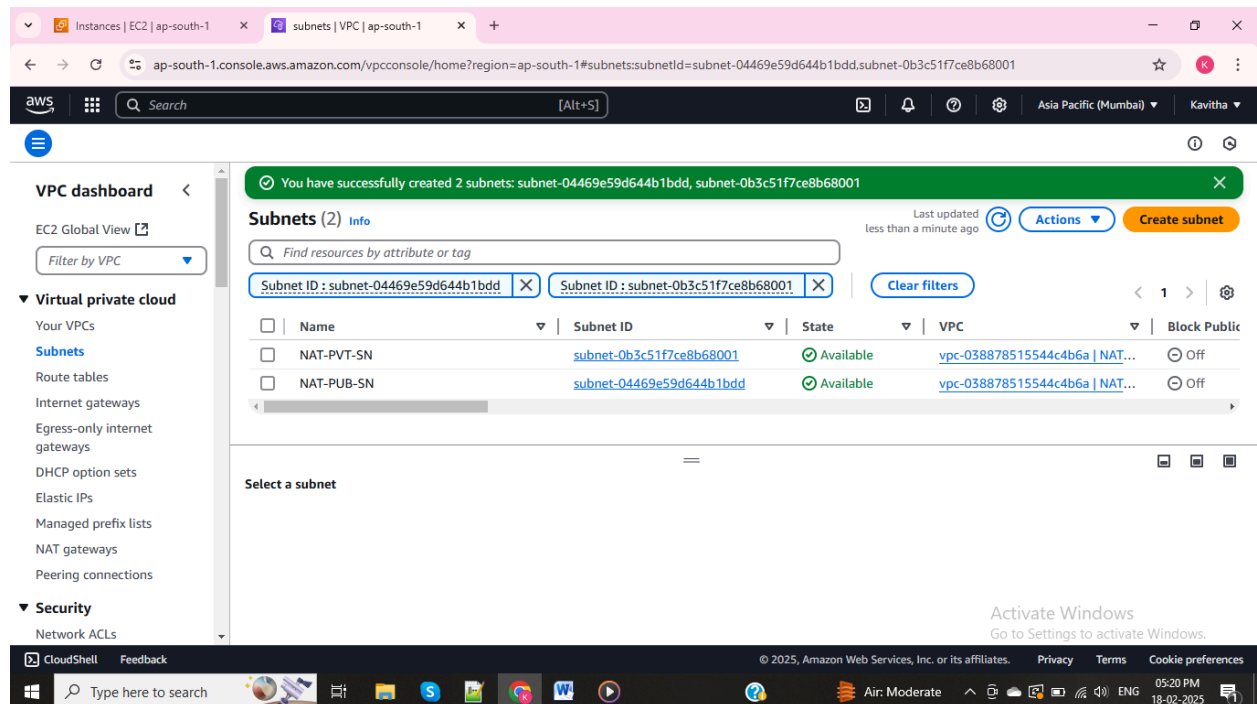 Instances | EC2 | ap-south-1
subnets | VPC | ap-south-1
ap-south-1.console.aws.amazon.com/vpcconsole/home?region=ap-south-1#subnets:subnetId=subnet-04469e59d644b1bdd,subnet-0b3c51f7ce8b68001
K
aws
Search [Alt+S]
Asia Pacific (Mumbai)
Kavitha
VPC dashboard
EC2 Global View
Filter by VPC
Virtual private cloud
Your VPCs
Subnets
Route tables
Internet gateways
Egress-only internet
gateways
DHCP option sets
Elastic IPs
Managed prefix lists
NAT gateways
Peering connections
Security
Network ACLs
You have successfully created 2 subnets: subnet-04469e59d644b1bdd, subnet-0b3c51f7ce8b68001
Subnets (2) Info
Last updated
less than a minute ago
Actions
Create subnet
Find resources by attribute or tag
Subnet ID : subnet-04469e59d644b1bdd
Subnet ID : subnet-0b3c51f7ce8b68001
Clear filters
1
Name Subnet ID State VPC Block Public
NAT-PVT-SN subnet-0b3c51f7ce8b68001 Available vpc-038878515544c4b6a | NAT... Off
NAT-PUB-SN subnet-04469e59d644b1bdd Available vpc-038878515544c4b6a | NAT... Off
Select a subnet
Activate Windows
Go to Settings to activate Windows.
CloudShell Feedback
© 2025, Amazon Web Services, Inc. or its affiliates. Privacy Terms Cookie preferences
Type here to search
Air: Moderate
ENG
05:20 PM
18-02-2025
1